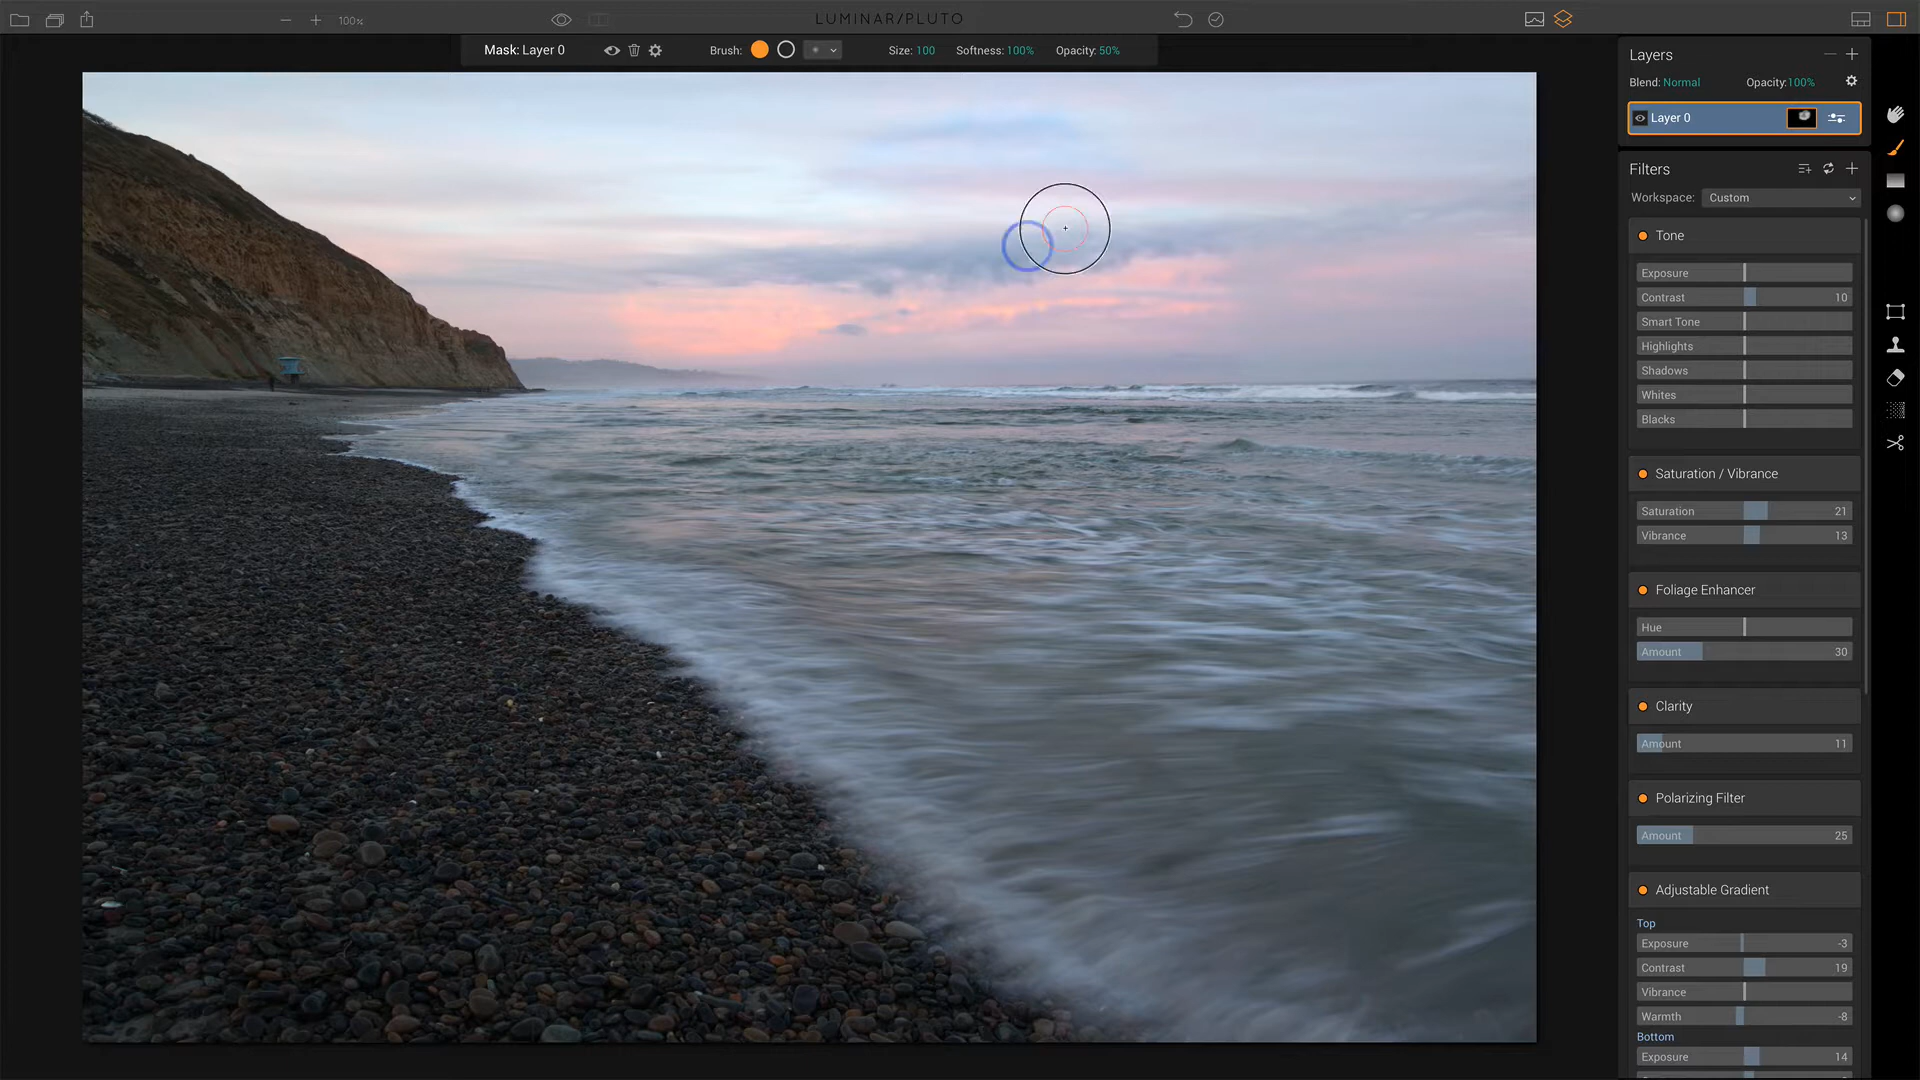 100%
LUMINAR/PLUTO
Mask: Layer 0
Brush:
Size: 100
Softness: 100%
Opacity: 50%
Layers
Blend: Normal
Opacity: 100%
Layer 0
Filters
Workspace: Custom
Tone
Exposure
Contrast 10
Smart Tone
Highlights
Shadows
Whites
Blacks
Saturation / Vibrance
Saturation 21
Vibrance 13
Foliage Enhancer
Hue
Amount 30
Clarity
Amount 11
Polarizing Filter
Amount 25
Adjustable Gradient
Top
Exposure -3
Contrast 19
Vibrance
Warmth -8
Bottom
Exposure 14